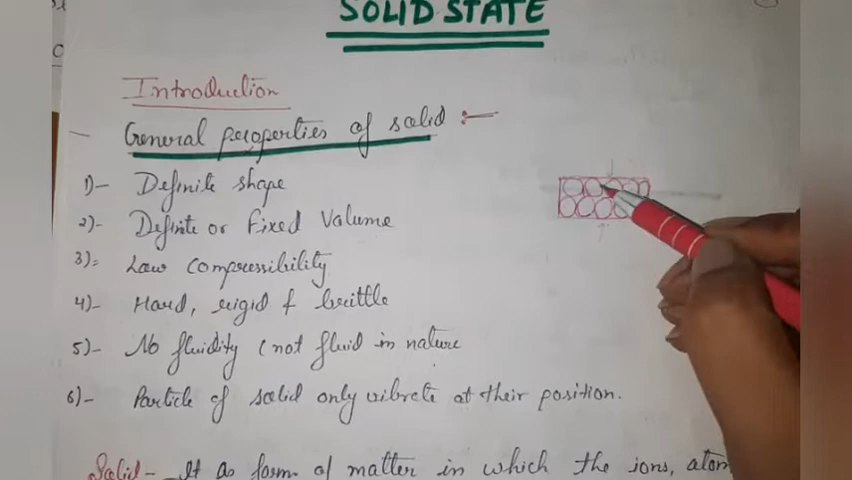 SOLID STATE
Introduction
General properties of solid :-
1)- Definite shape
2)- Definite or fixed Volume
3)= Low compressibility
4)- Hard, rigid & brittle
5)- No fluidity (not fluid in nature
6)- Particle of solid only vibrate at their position.
Solid - It as form of matter in which the ions, atom